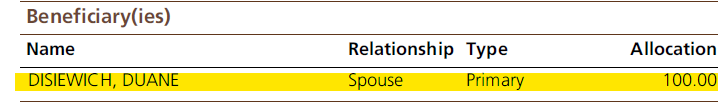 Beneficiary(ies)
Name Relationship Type Allocation
DISIEWICH, DUANE Spouse Primary 100.00